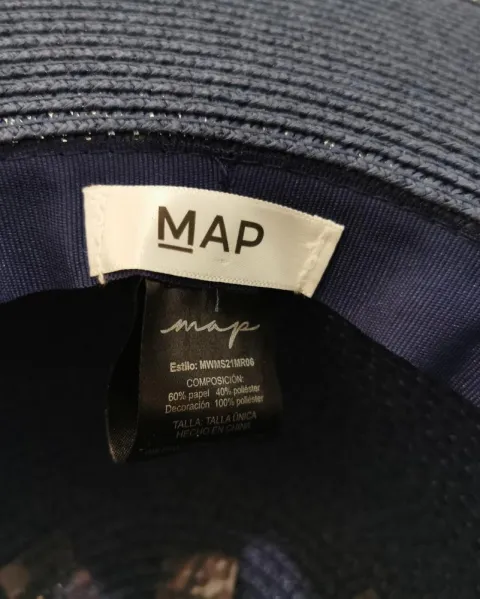 MAP
map
Estilo: MWMS21MR06
COMPOSICIÓN:
60% papel 40% poliéster
Decoración 100% poliéster
TALLA: TALLA ÚNICA
HECHO EN CHINA